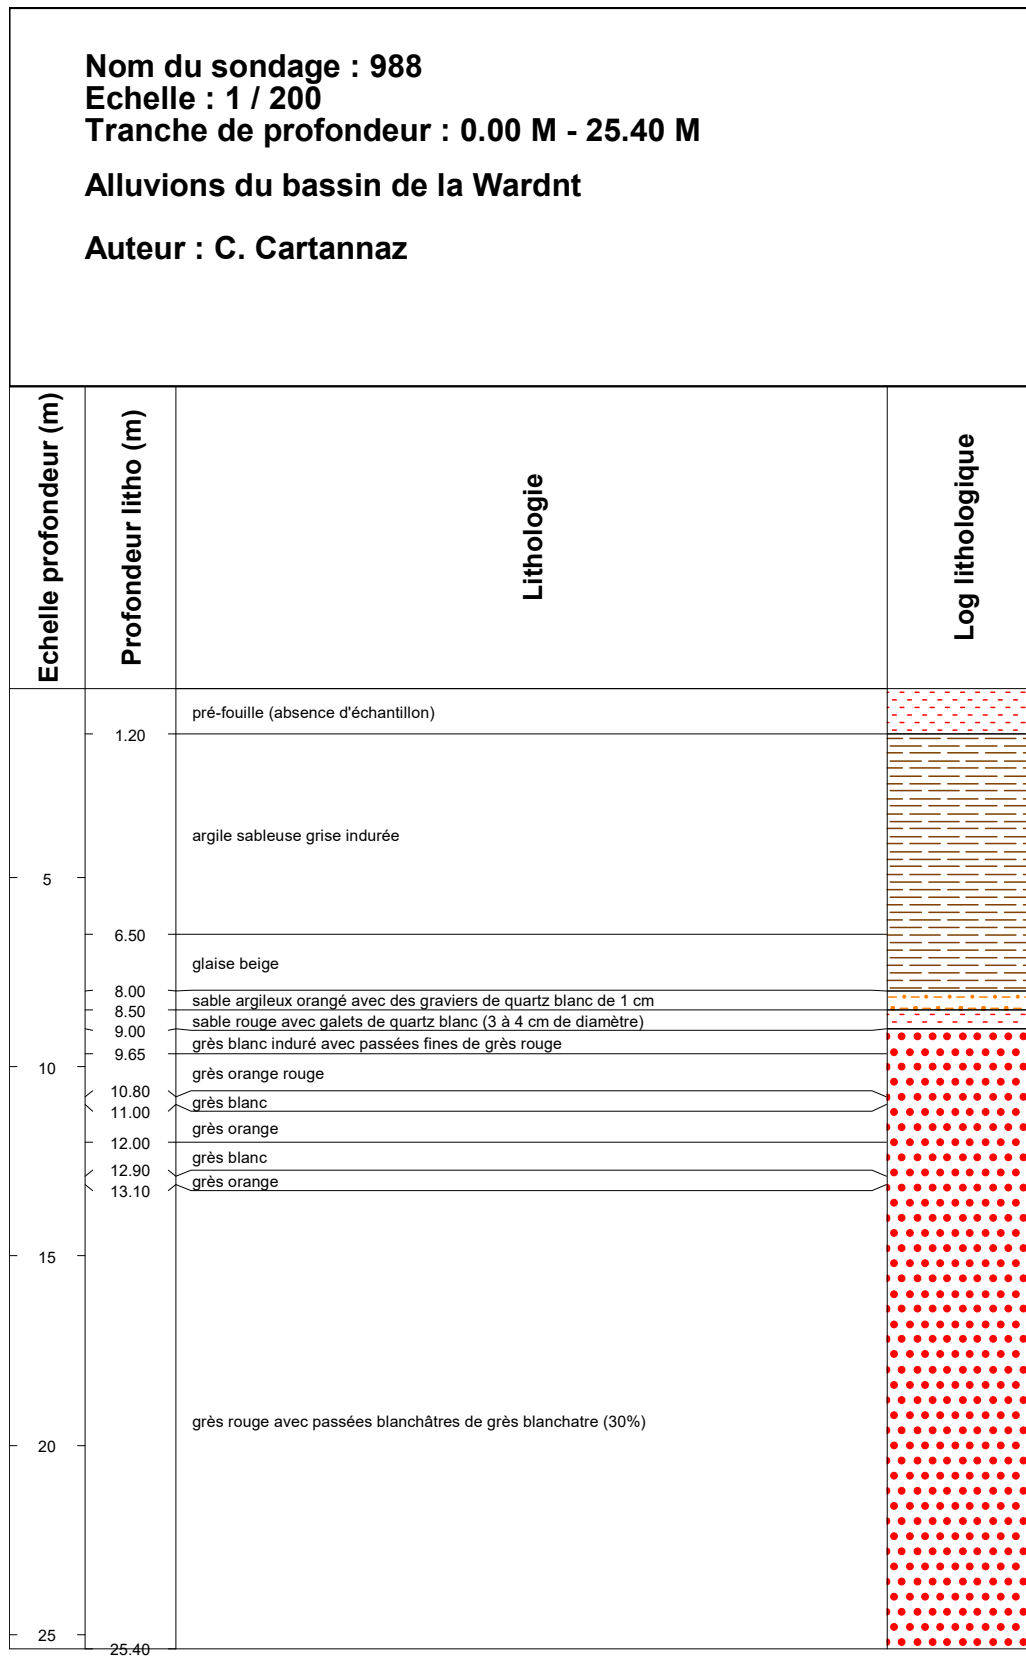 Nom du sondage : 988
Echelle : 1 / 200
Tranche de profondeur : 0.00 M - 25.40 M
Alluvions du bassin de la Wardnt
Auteur : C. Cartannaz
Echelle profondeur (m)
Profondeur litho (m)
Lithologie
Log lithologique
pré-fouille (absence d'échantillon)
1.20
argile sableuse grise indurée
5
6.50
glaise beige
8.00
sable argileux orangé avec des graviers de quartz blanc de 1 cm
8.50
sable rouge avec galets de quartz blanc (3 à 4 cm de diamètre)
9.00
grès blanc induré avec passées fines de grès rouge
9.65
10
grès orange rouge
10.80
grès blanc
11.00
grès orange
12.00
grès blanc
12.90
grès orange
13.10
15
grès rouge avec passées blanchâtres de grès blanchatre (30%)
20
25
25.40